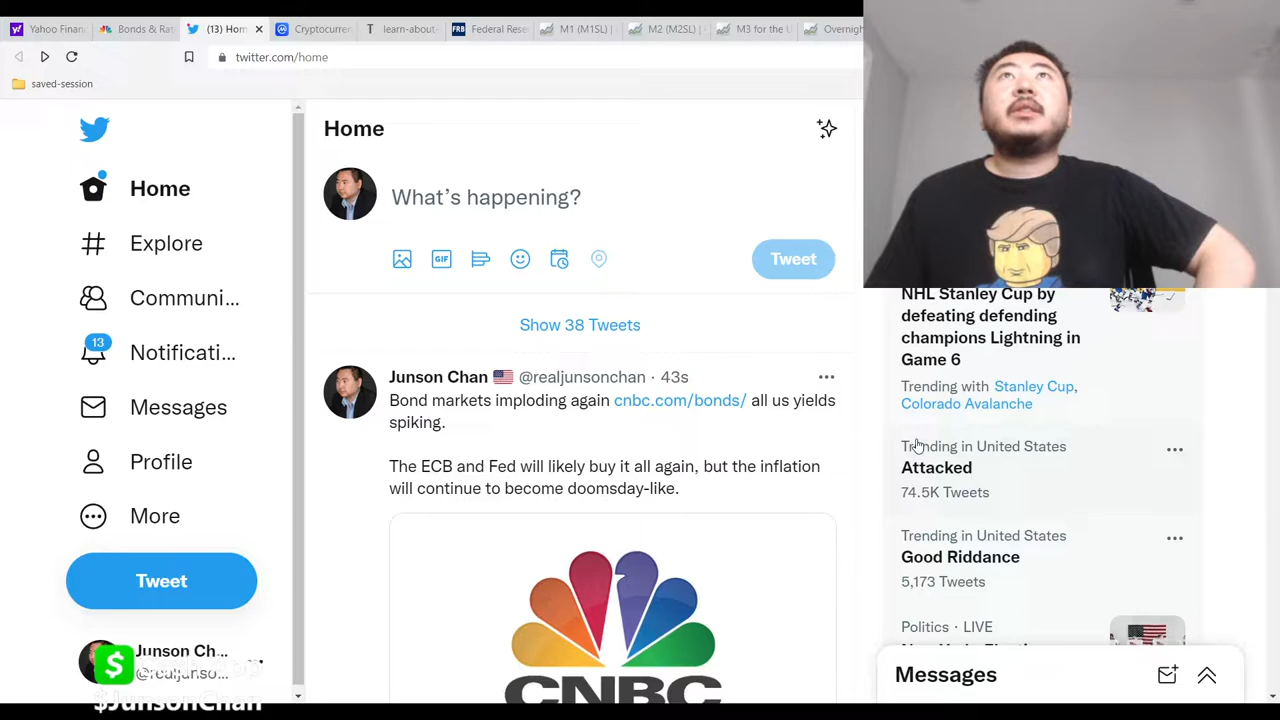 Yahoo Financ
Bonds & Rat
(13) Hom
Cryptocurren
learn-about-
FRB
Federal Rese
M1 (M1SL) |
M2 (M2SL) |
M3 for the U
Overnigh
twitter.com/home
saved-session
Home
Explore
Communi...
13
Notificati...
Messages
Profile
More
Tweet
Junson Ch...
@realjunso...
$JunsonChan
Home
What's happening?
GIF
Tweet
Show 38 Tweets
Junson Chan 🇺🇸 @realjunsonchan · 43s
Bond markets imploding again cnbc.com/bonds/ all us yields
spiking.
The ECB and Fed will likely buy it all again, but the inflation
will continue to become doomsday-like.
CNBC
NHL Stanley Cup by
defeating defending
champions Lightning in
Game 6
Trending with Stanley Cup,
Colorado Avalanche
Trending in United States
Attacked
74.5K Tweets
Trending in United States
Good Riddance
5,173 Tweets
Politics · LIVE
Messages